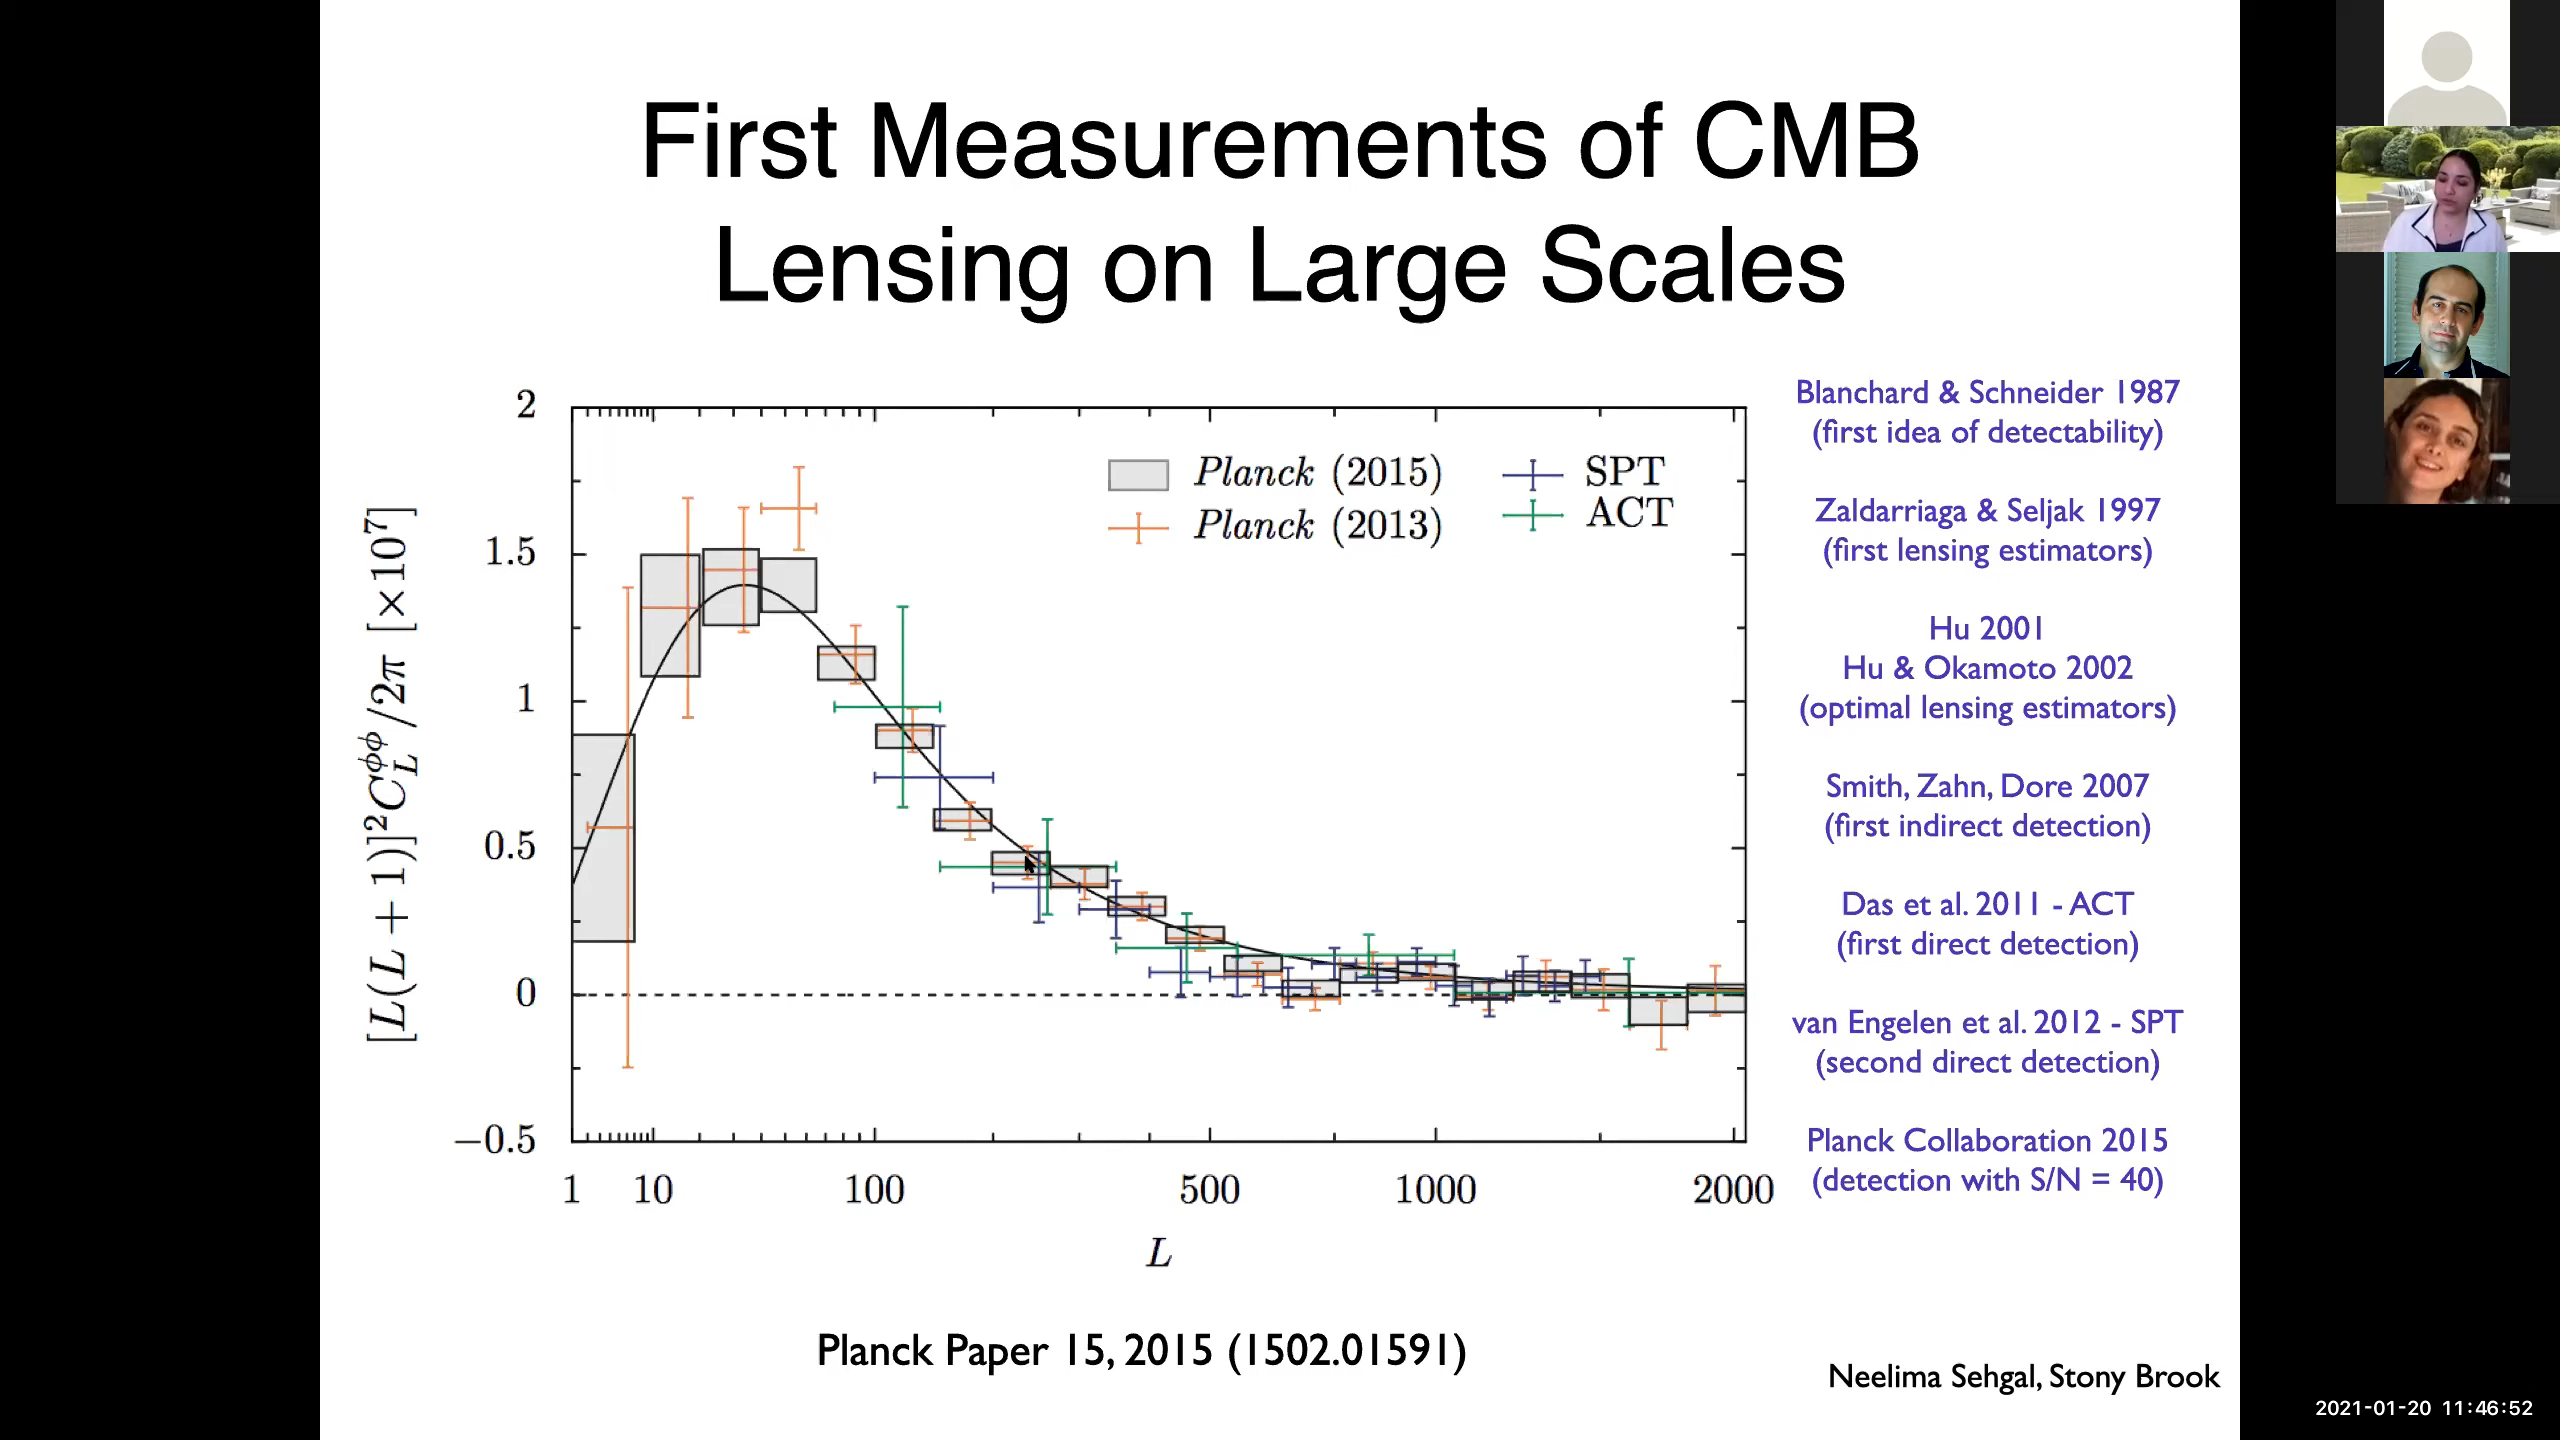 First Measurements of CMB
Lensing on Large Scales
[L(L + 1)]²C_L^{ϕϕ}/2π [×10⁷]
2
1.5
1
0.5
0
−0.5
Planck (2015)
Planck (2013)
SPT
ACT
1
10
100
500
1000
2000
L
Blanchard & Schneider 1987
(first idea of detectability)
Zaldarriaga & Seljak 1997
(first lensing estimators)
Hu 2001
Hu & Okamoto 2002
(optimal lensing estimators)
Smith, Zahn, Dore 2007
(first indirect detection)
Das et al. 2011 - ACT
(first direct detection)
van Engelen et al. 2012 - SPT
(second direct detection)
Planck Collaboration 2015
(detection with S/N = 40)
Planck Paper 15, 2015 (1502.01591)
Neelima Sehgal, Stony Brook
2021-01-20 11:46:52